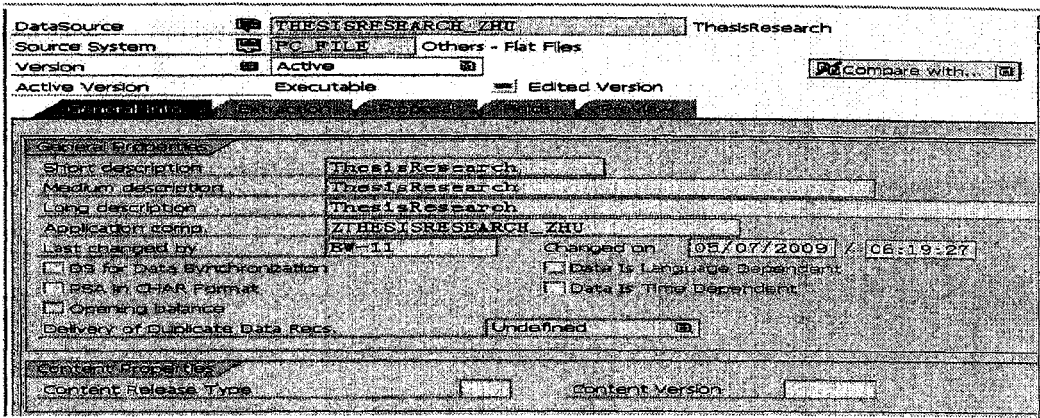 DataSource THESISRESEARCH_ZHU ThesisResearch
Source System PC_FILE Others - Flat Files
Version Active Compare with...
Active Version Executable Edited Version
General Info. Extraction Proposal Fields Preview
General Properties
Short description ThesisResearch
Medium description ThesisResearch
Long description ThesisResearch
Application comp. ZTHESISRESEARCH_ZHU
Last changed by BW-11 Changed on 05/07/2009 / 06:19:27
DS for Data Synchronization Data Is Language Dependent
PSA in CHAR Format Data Is Time Dependent
Opening balance
Delivery of Duplicate Data Recs. Undefined
Content Properties
Content Release Type Content Version